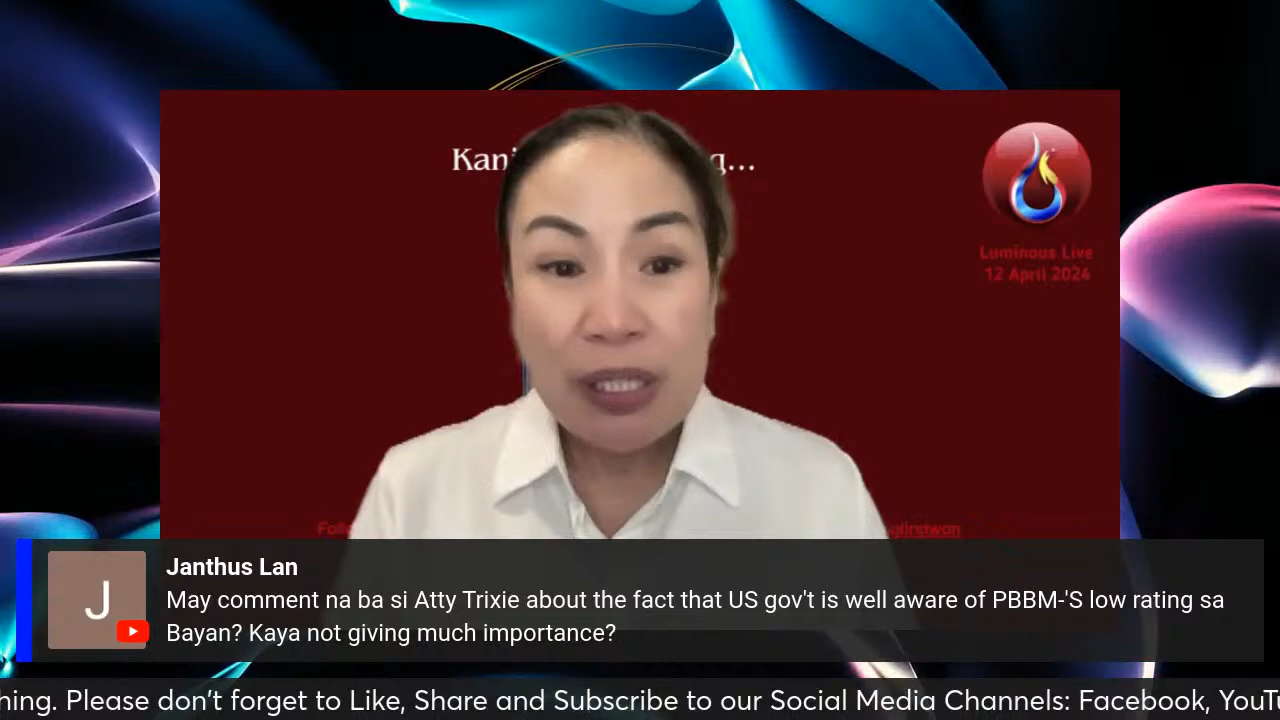 Kani
g...
Luminous Live
12 April 2024
Janthus Lan
J
May comment na ba si Atty Trixie about the fact that US gov't is well aware of PBBM-'S low rating sa
Bayan? Kaya not giving much importance?
hing. Please don't forget to Like, Share and Subscribe to our Social Media Channels: Facebook, YouTu